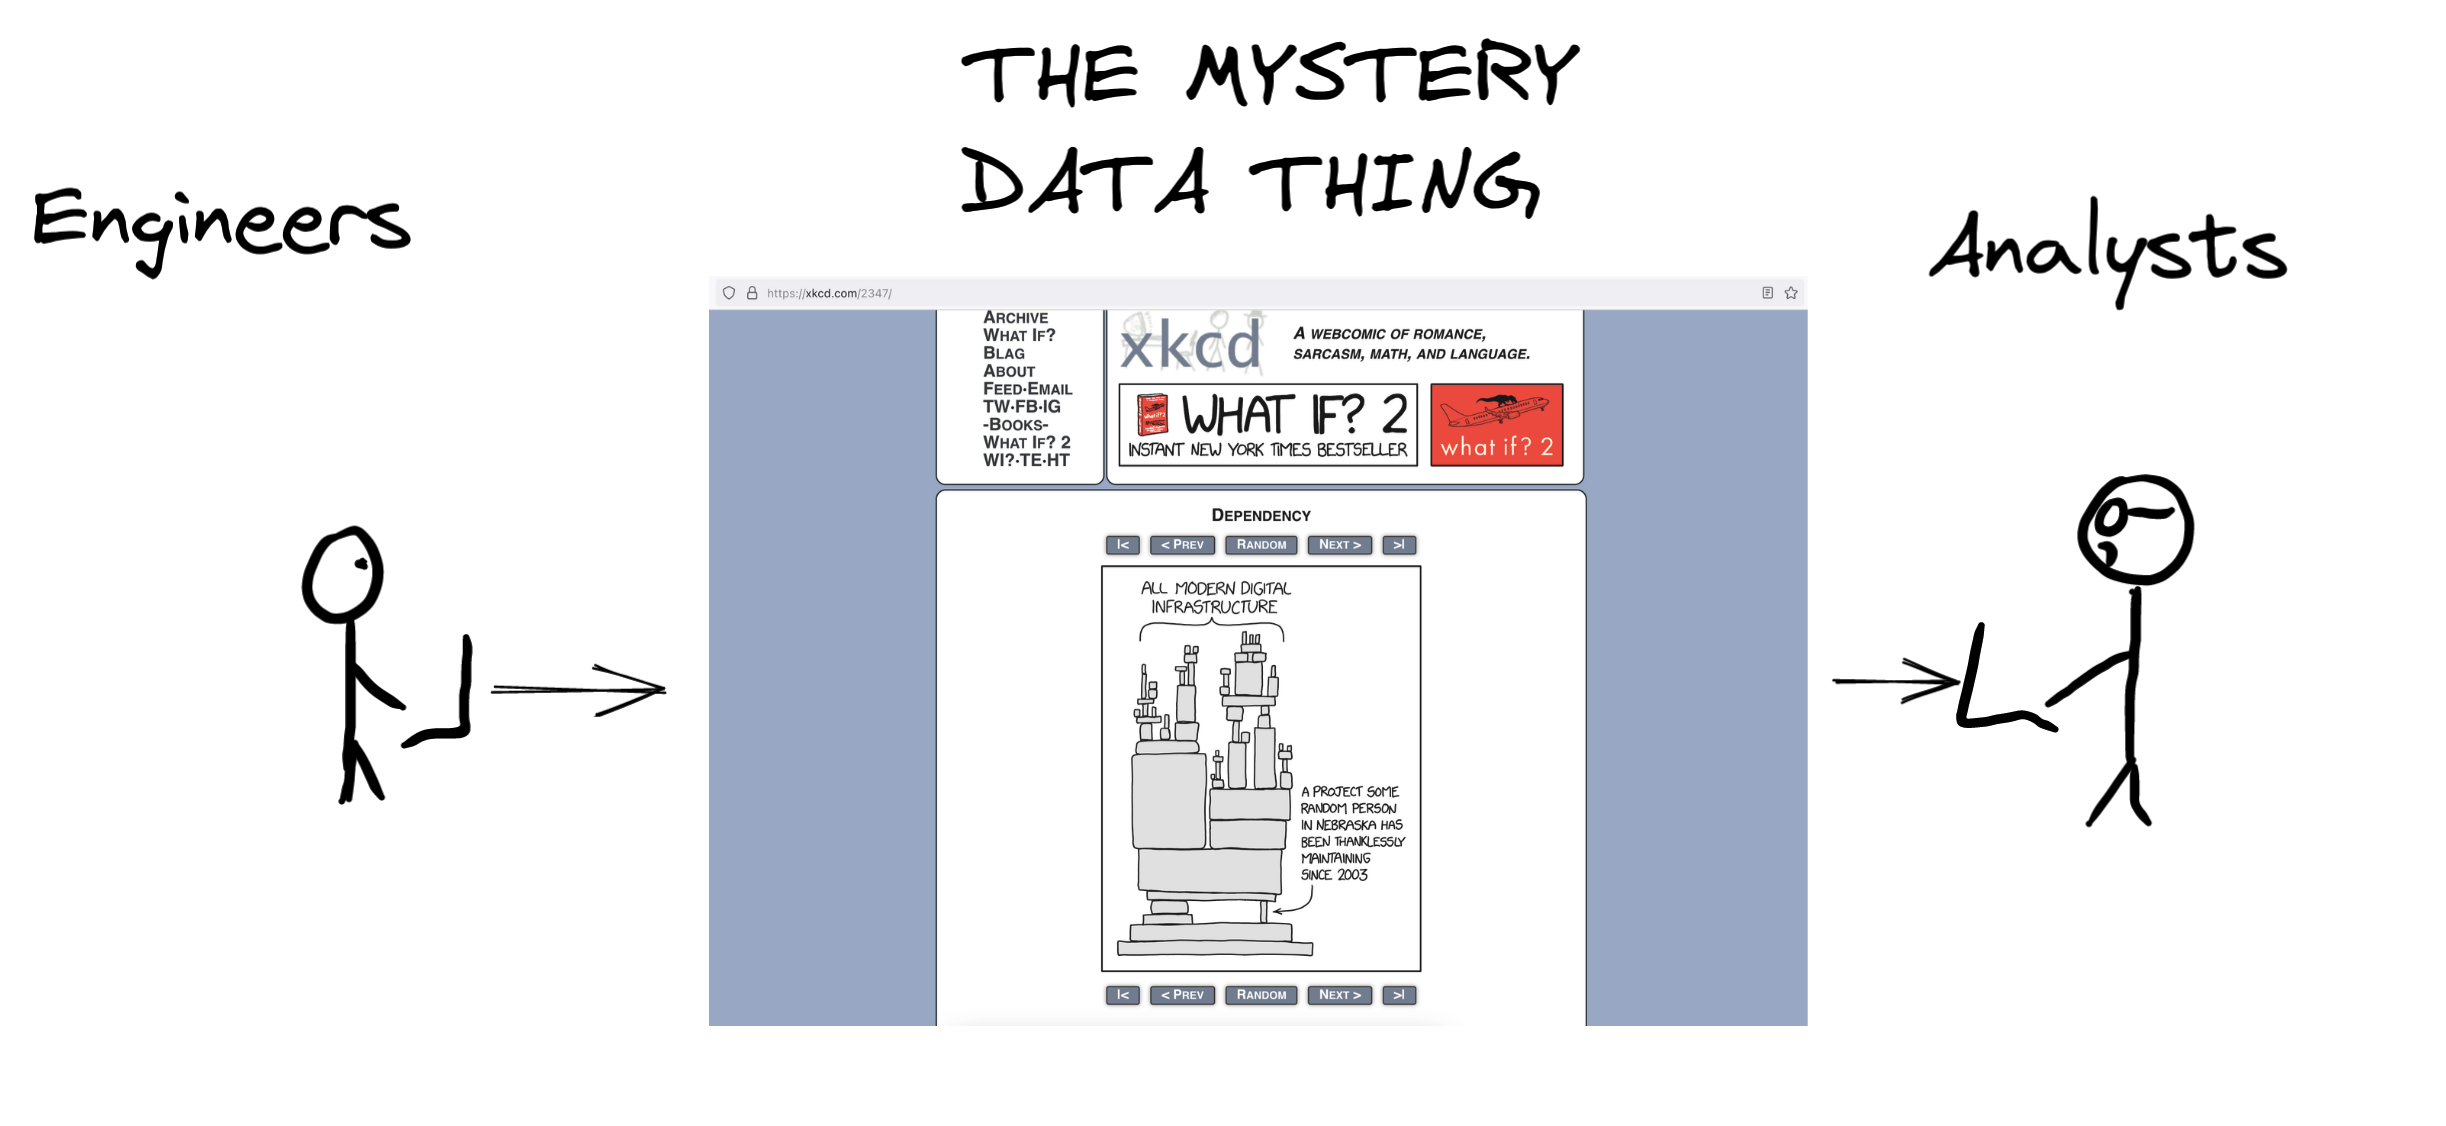 THE MYSTERY
DATA THING,
Engineers
Analysts
https://xkcd.com/2347/
ARCHIVE
WHAT IF?
BLAG
ABOUT
FEED·EMAIL
TW·FB·IG
-BOOKS-
WHAT IF? 2
WI?·TE·HT
xkcd
A WEBCOMIC OF ROMANCE,
SARCASM, MATH, AND LANGUAGE.
WHAT IF? 2
INSTANT NEW YORK TIMES BESTSELLER
what if? 2
DEPENDENCY
|< < PREV RANDOM NEXT > >|
ALL MODERN DIGITAL
INFRASTRUCTURE
A PROJECT SOME
RANDOM PERSON
IN NEBRASKA HAS
BEEN THANKLESSLY
MAINTAINING
SINCE 2003
|< < PREV RANDOM NEXT > >|